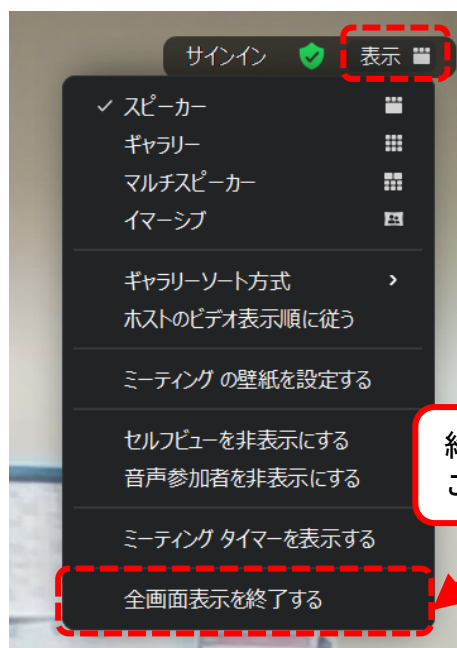 サインイン 表示
スピーカー
ギャラリー
マルチスピーカー
イマーシブ
ギャラリーソート方式
ホストのビデオ表示順に従う
ミーティング の壁紙を設定する
セルフビューを非表示にする
音声参加者を非表示にする
ミーティング タイマーを表示する
全画面表示を終了する